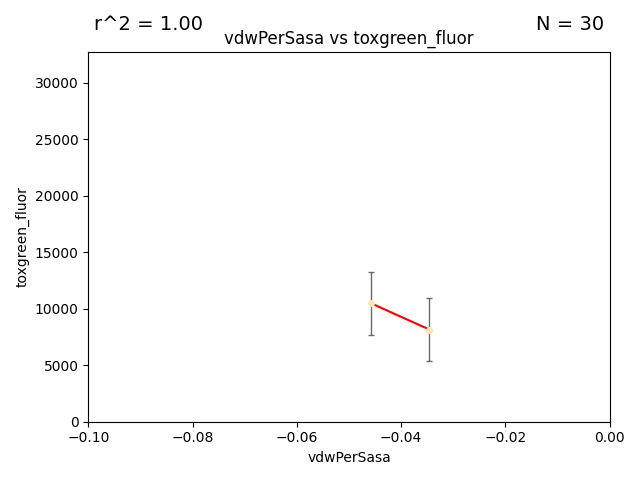 r^2 = 1.00
N = 30
vdwPerSasa vs toxgreen_fluor
30000
25000
20000
15000
10000
5000
0
toxgreen_fluor
−0.10
−0.08
−0.06
−0.04
−0.02
0.00
vdwPerSasa